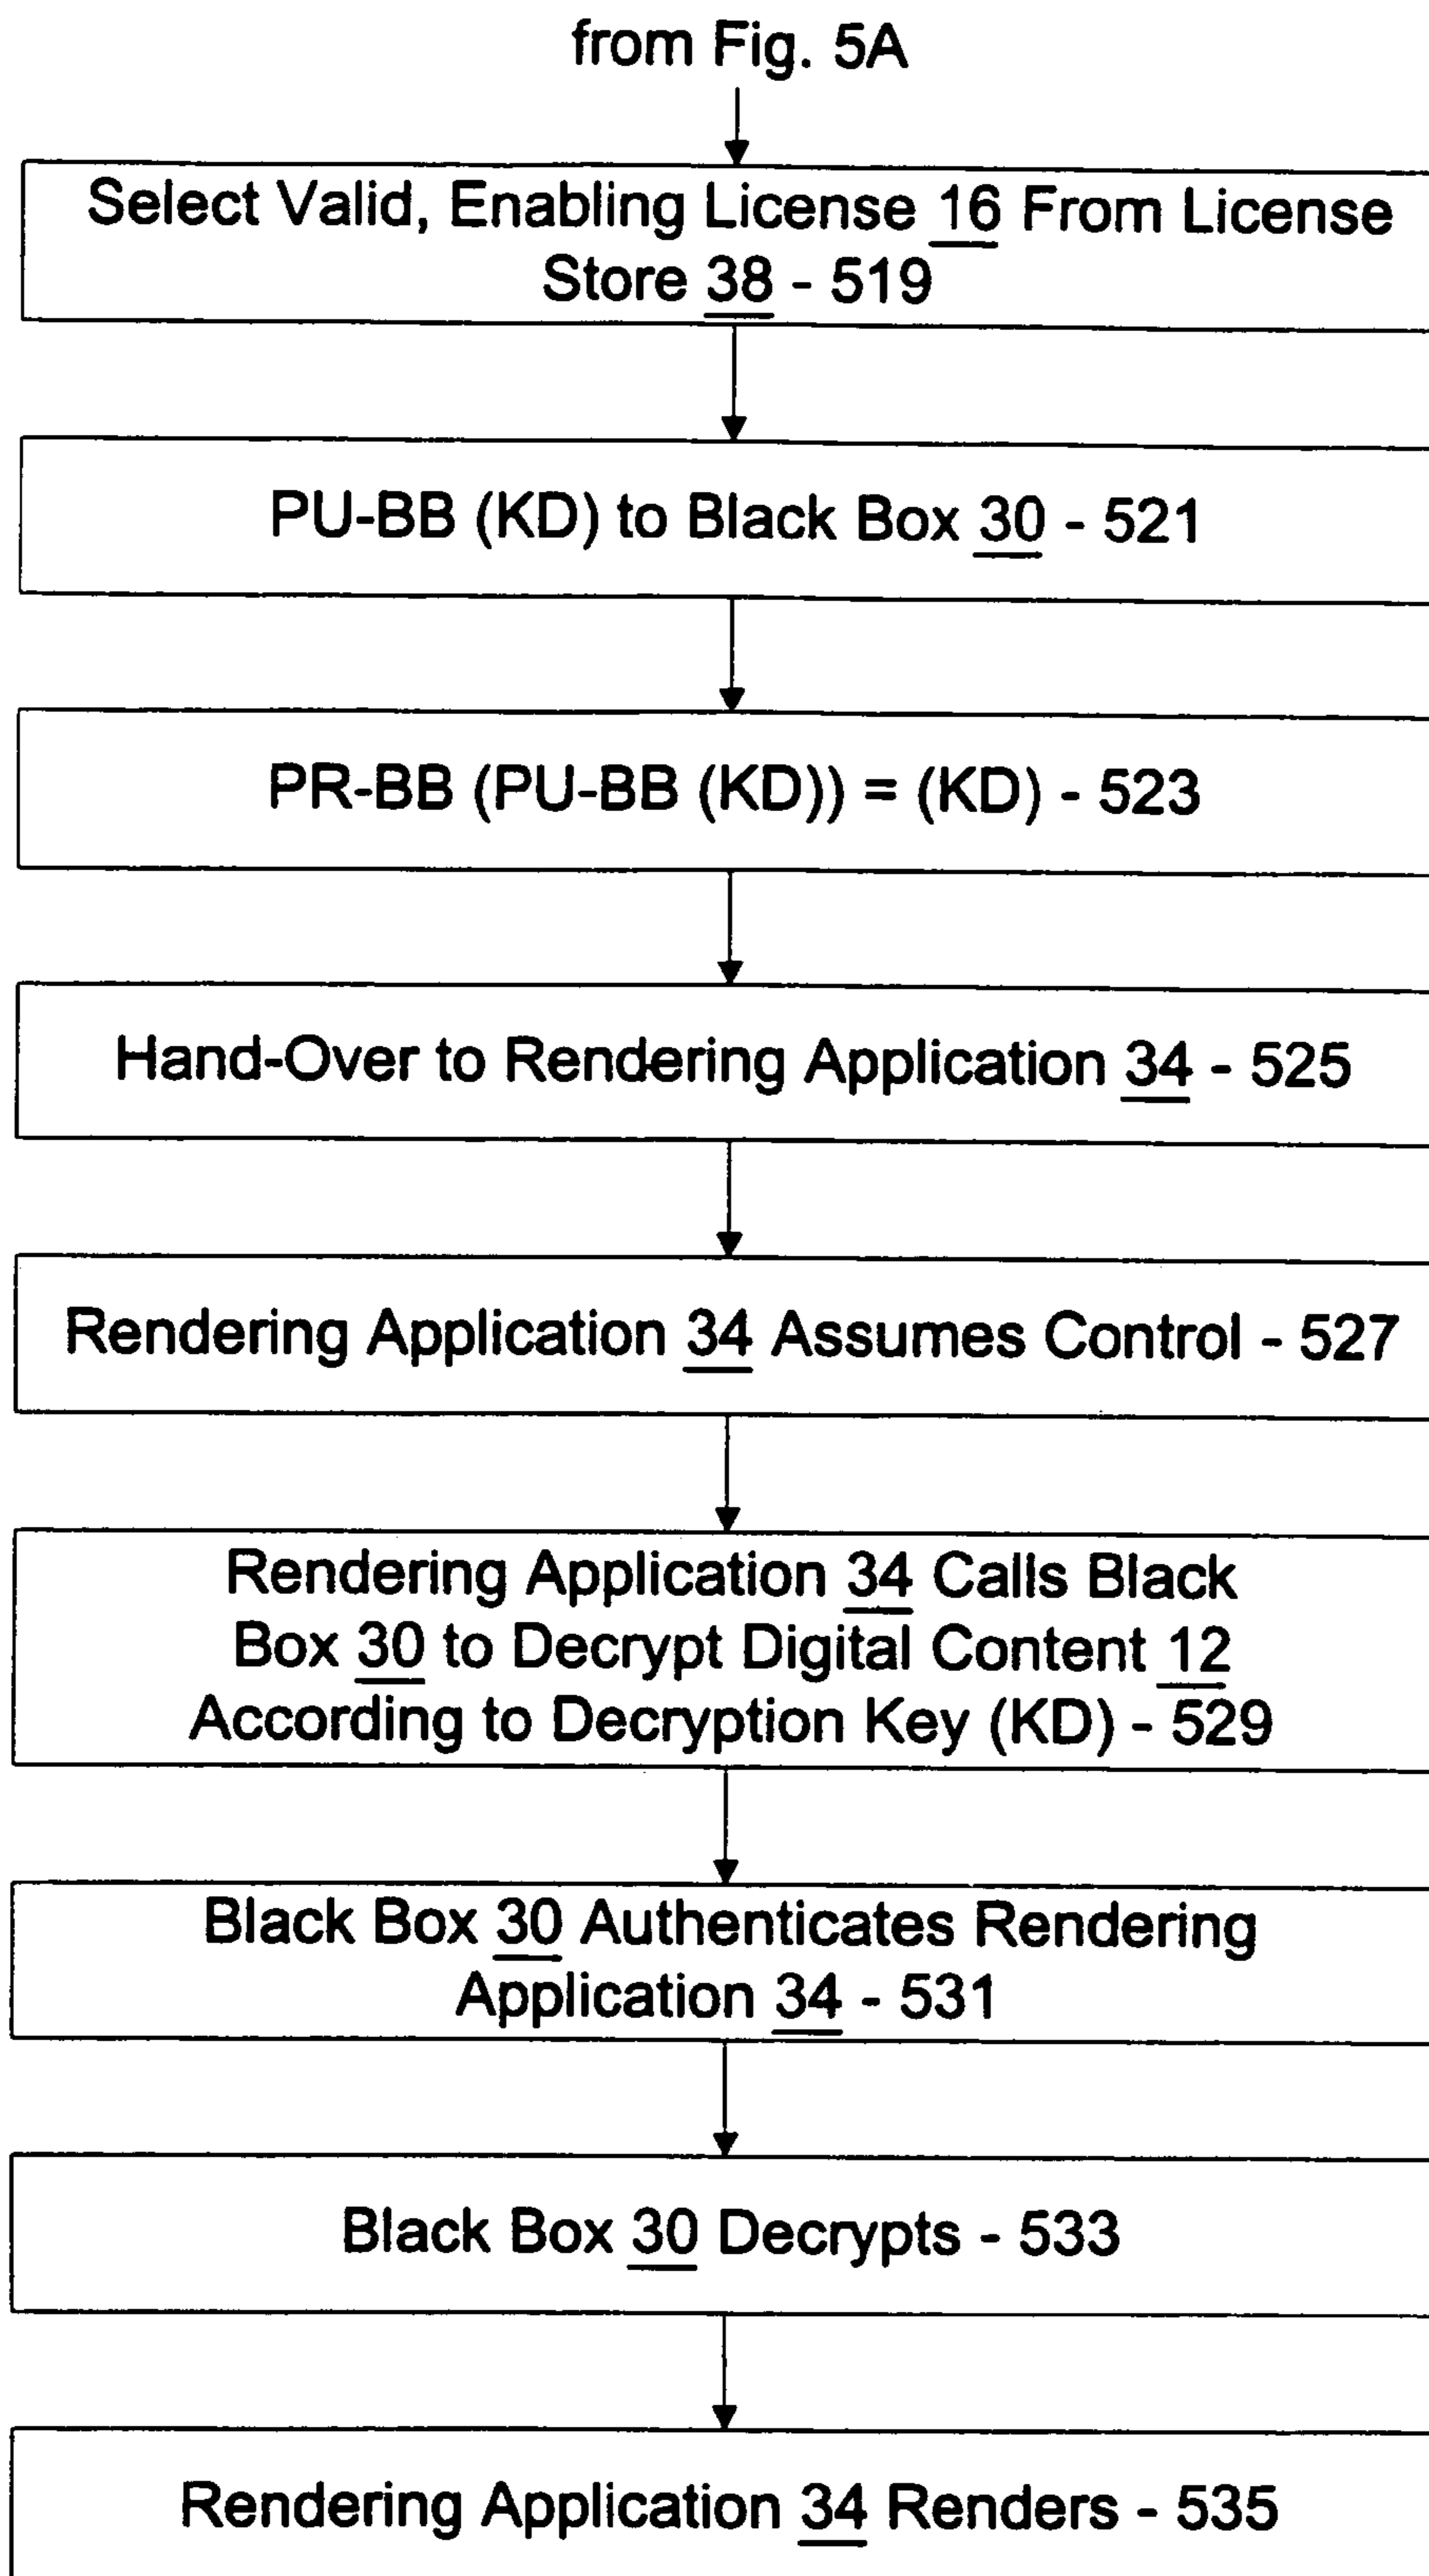 from Fig. 5A
Select Valid, Enabling License 16 From License
Store 38 - 519
PU-BB (KD) to Black Box 30 - 521
PR-BB (PU-BB (KD)) = (KD) - 523
Hand-Over to Rendering Application 34 - 525
Rendering Application 34 Assumes Control - 527
Rendering Application 34 Calls Black
Box 30 to Decrypt Digital Content 12
According to Decryption Key (KD) - 529
Black Box 30 Authenticates Rendering
Application 34 - 531
Black Box 30 Decrypts - 533
Rendering Application 34 Renders - 535